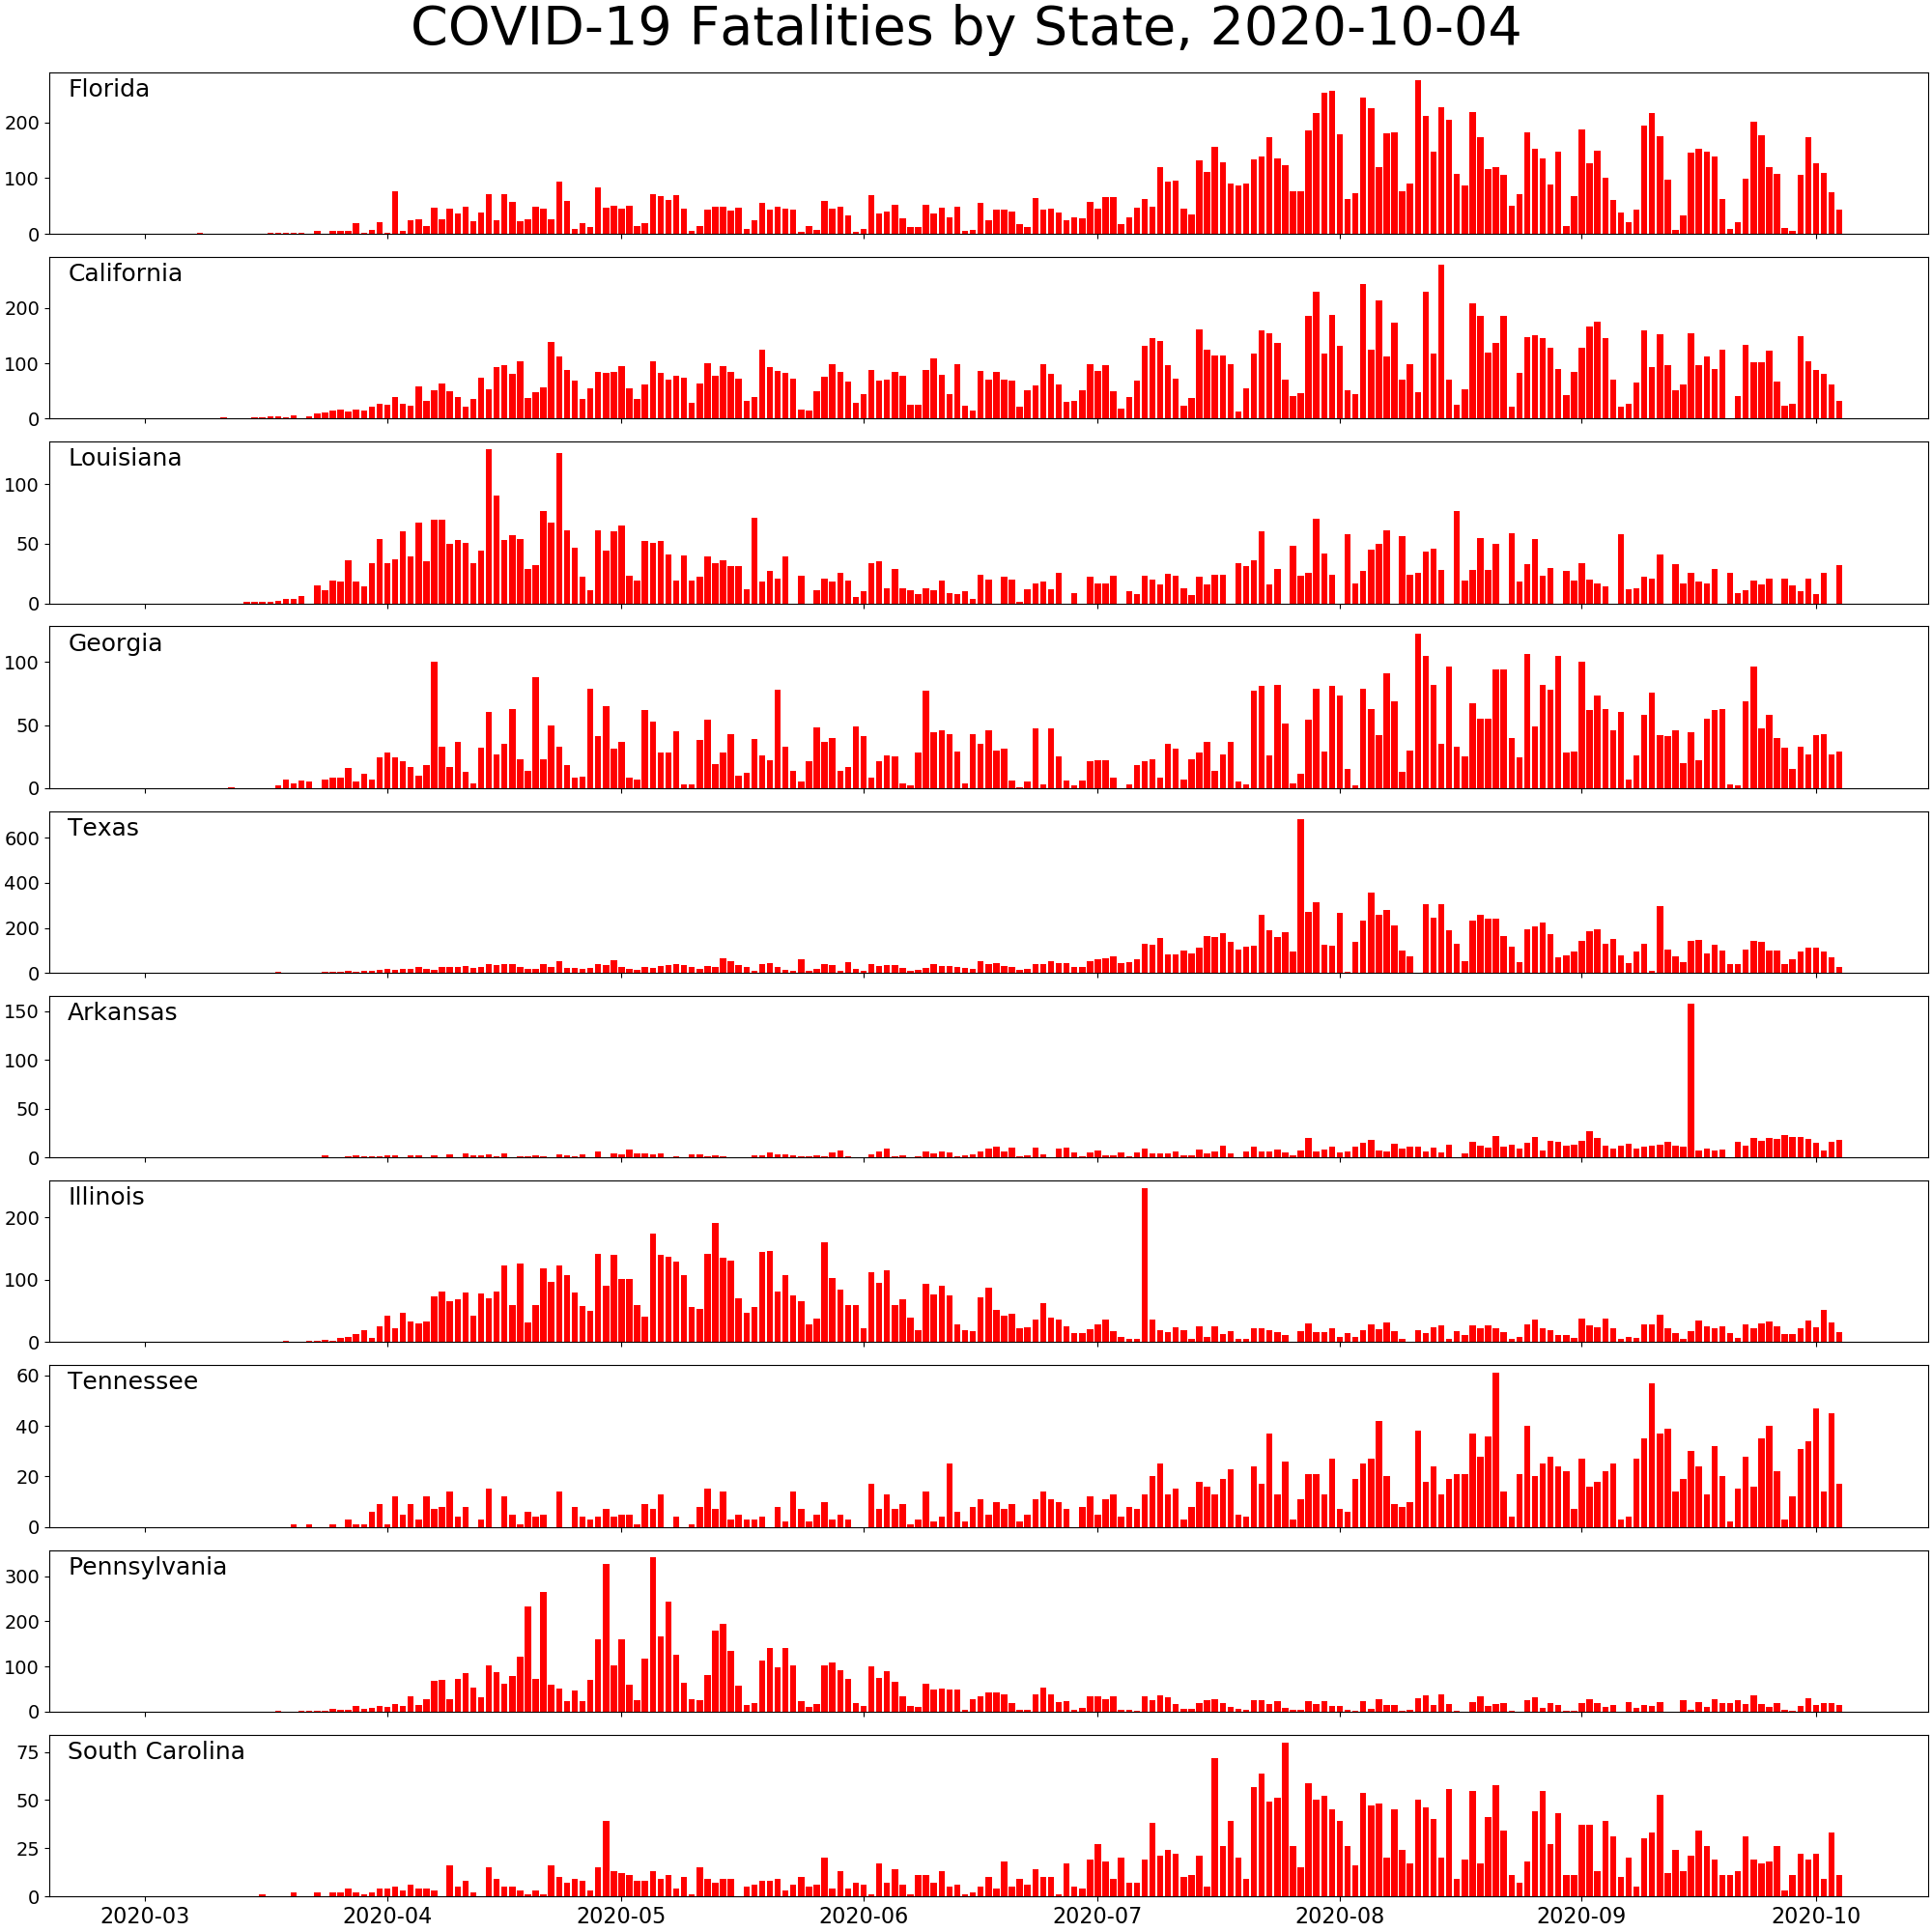 COVID-19 Fatalities by State, 2020-10-04
Florida
200
100
0
California
200
100
0
Louisiana
100
50
0
Georgia
100
50
0
Texas
600
400
200
0
Arkansas
150
100
50
0
Illinois
200
100
0
Tennessee
60
40
20
0
Pennsylvania
300
200
100
0
South Carolina
75
50
25
0
2020-03 2020-04 2020-05 2020-06 2020-07 2020-08 2020-09 2020-10